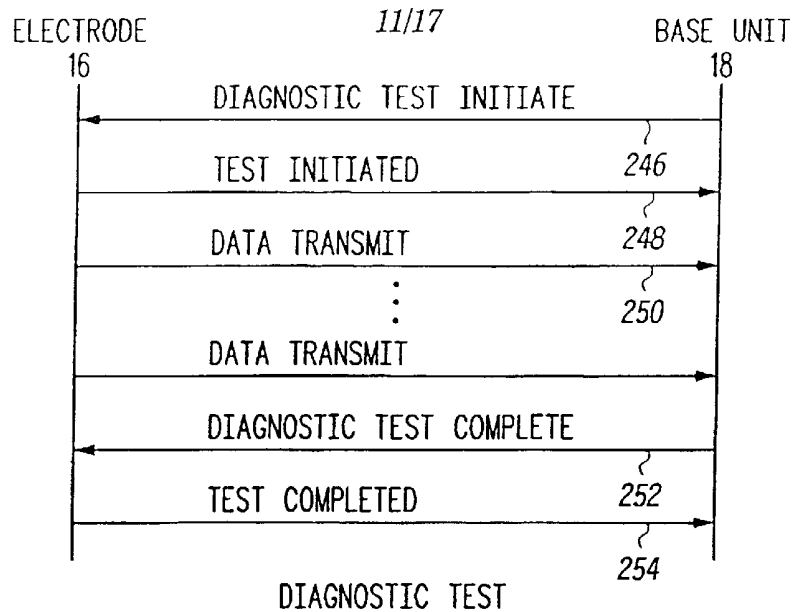 11/17
ELECTRODE
BASE UNIT
16
18
DIAGNOSTIC TEST INITIATE
246
TEST INITIATED
248
DATA TRANSMIT
250
DATA TRANSMIT
DIAGNOSTIC TEST COMPLETE
252
TEST COMPLETED
254
DIAGNOSTIC TEST